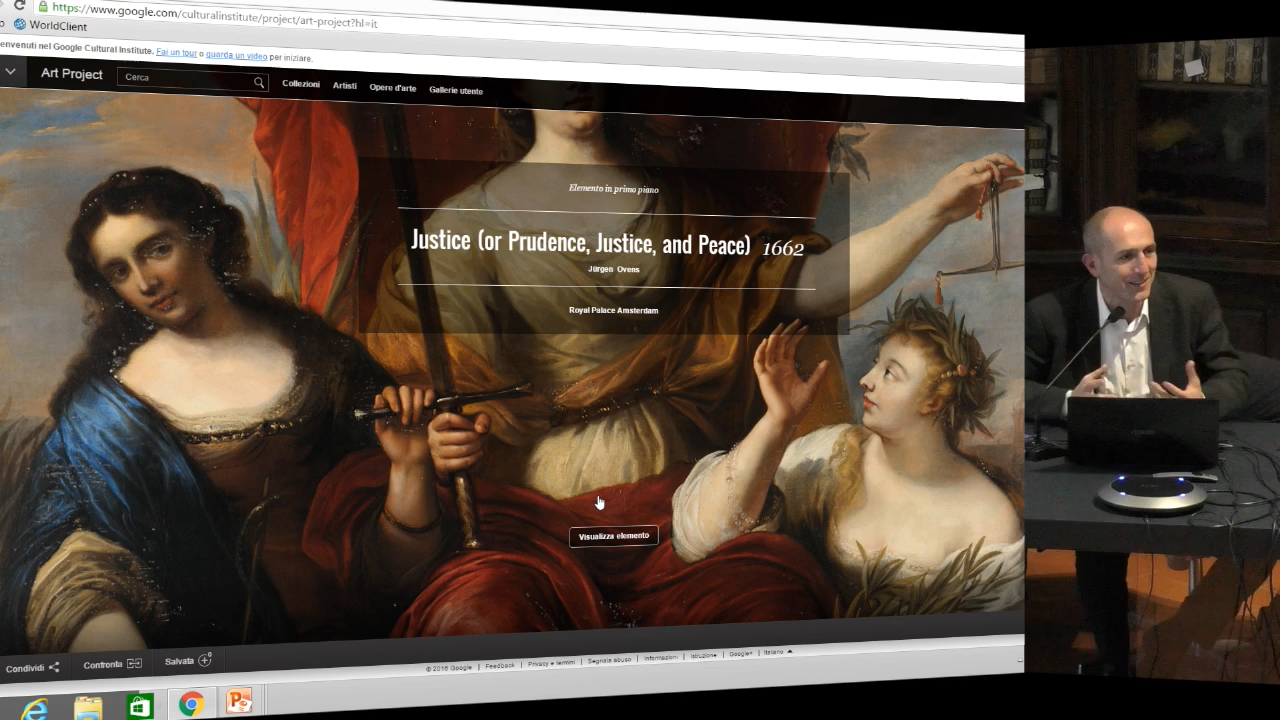 https://www.google.com/culturalinstitute/project/art-project?hl=it
WorldClient
envenuti nel Google Cultural Institute. Fai un tour o guarda un video per iniziare.
Art Project Cerca Collezioni Artisti Opere d'arte Gallerie utente
Elemento in primo piano
Justice (or Prudence, Justice, and Peace) 1662
Jürgen Ovens
Royal Palace Amsterdam
Visualizza elemento
Condividi Confronta Salvata 0
© 2016 Google | Feedback | Privacy e termini | Segnala abuso | Informazioni | Istruzione | Google+ | Italiano